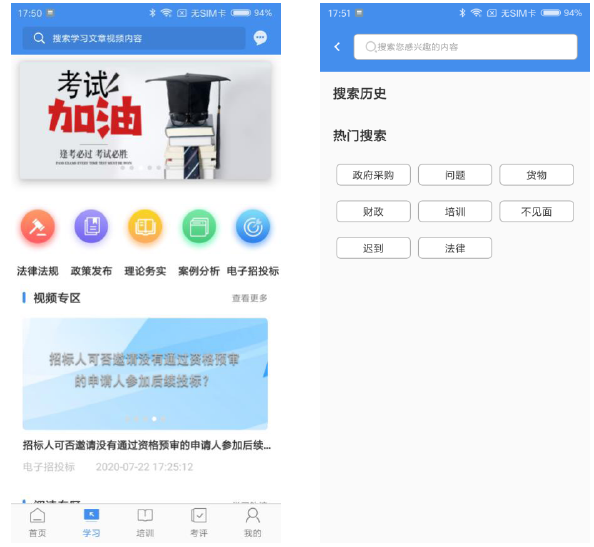 17:50
无SIM卡
94%
搜索学习文章视频内容
考试
加油
逢考必过 考试必胜
法律法规
政策发布
理论务实
案例分析
电子招投标
视频专区
查看更多
招标人可否邀请没有通过资格预审
的申请人参加后续投标？
招标人可否邀请没有通过资格预审的申请人参加后续...
电子招投标
2020-07-22 17:25:12
首页
学习
培训
考评
我的
17:51
无SIM卡
94%
搜索您感兴趣的内容
搜索历史
热门搜索
政府采购
问题
货物
财政
培训
不见面
迟到
法律